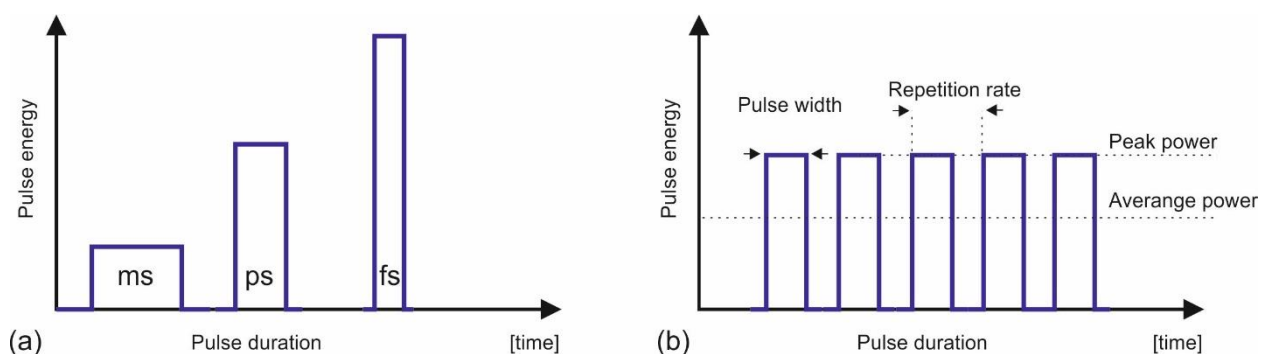 Pulse energy
ms
ps
fs
(a)
Pulse duration
[time]
Pulse energy
Pulse width
Repetition rate
Peak power
Averange power
(b)
Pulse duration
[time]